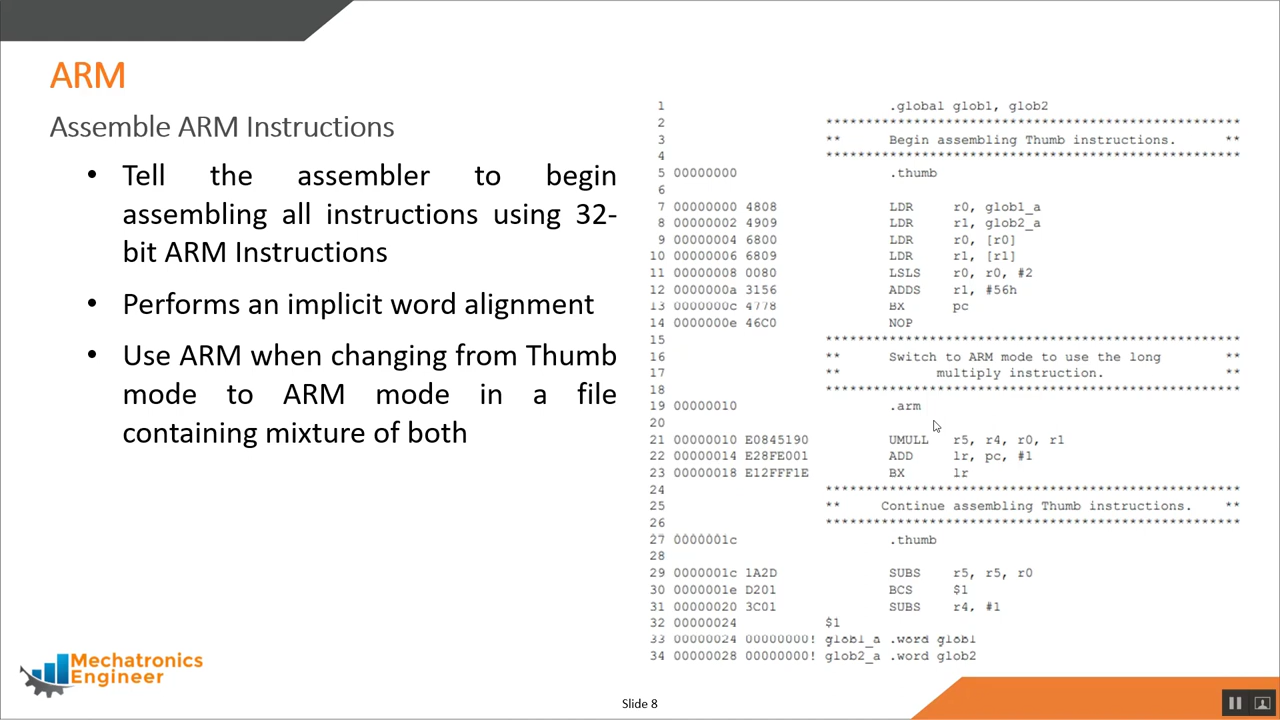 ARM
Assemble ARM Instructions
• Tell the assembler to begin
assembling all instructions using 32-
bit ARM Instructions
• Performs an implicit word alignment
• Use ARM when changing from Thumb
mode to ARM mode in a file
containing mixture of both
1 .global glob1, glob2
2 ****************************************************
3 ** Begin assembling Thumb instructions. **
4 ****************************************************
5 00000000 .thumb
6
7 00000000 4808 LDR r0, glob1_a
8 00000002 4909 LDR r1, glob2_a
9 00000004 6800 LDR r0, [r0]
10 00000006 6809 LDR r1, [r1]
11 00000008 0080 LSLS r0, r0, #2
12 0000000a 3156 ADDS r1, #56h
13 0000000c 4778 BX pc
14 0000000e 46C0 NOP
15 ****************************************************
16 ** Switch to ARM mode to use the long **
17 ** multiply instruction. **
18 ****************************************************
19 00000010 .arm
20
21 00000010 E0845190 UMULL r5, r4, r0, r1
22 00000014 E28FE001 ADD lr, pc, #1
23 00000018 E12FFF1E BX lr
24 ****************************************************
25 ** Continue assembling Thumb instructions. **
26 ****************************************************
27 0000001c .thumb
28
29 0000001c 1A2D SUBS r5, r5, r0
30 0000001e D201 BCS $1
31 00000020 3C01 SUBS r4, #1
32 00000024 $1
33 00000024 00000000! glob1_a .word glob1
34 00000028 00000000! glob2_a .word glob2
Mechatronics
Engineer
Slide 8